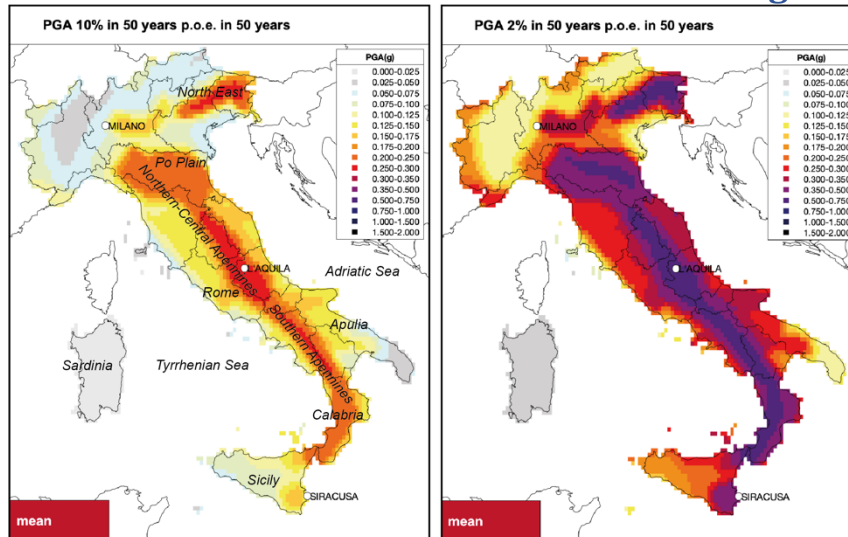 PGA 10% in 50 years p.o.e. in 50 years
PGA(g)
0.000-0.025
0.025-0.050
0.050-0.075
0.075-0.100
0.100-0.125
0.125-0.150
0.150-0.175
0.175-0.200
0.200-0.250
0.250-0.300
0.300-0.350
0.350-0.500
0.500-0.750
0.750-1.000
1.000-1.500
1.500-2.000
North East
MILANO
Po Plain
Northern-Central Apennines
L'AQUILA
Adriatic Sea
Rome
Southern Apennines
Apulia
Sardinia
Tyrrhenian Sea
Calabria
Sicily
SIRACUSA
mean
PGA 2% in 50 years p.o.e. in 50 years
PGA(g)
0.000-0.025
0.025-0.050
0.050-0.075
0.075-0.100
0.100-0.125
0.125-0.150
0.150-0.175
0.175-0.200
0.200-0.250
0.250-0.300
0.300-0.350
0.350-0.500
0.500-0.750
0.750-1.000
1.000-1.500
1.500-2.000
MILANO
L'AQUILA
SIRACUSA
mean